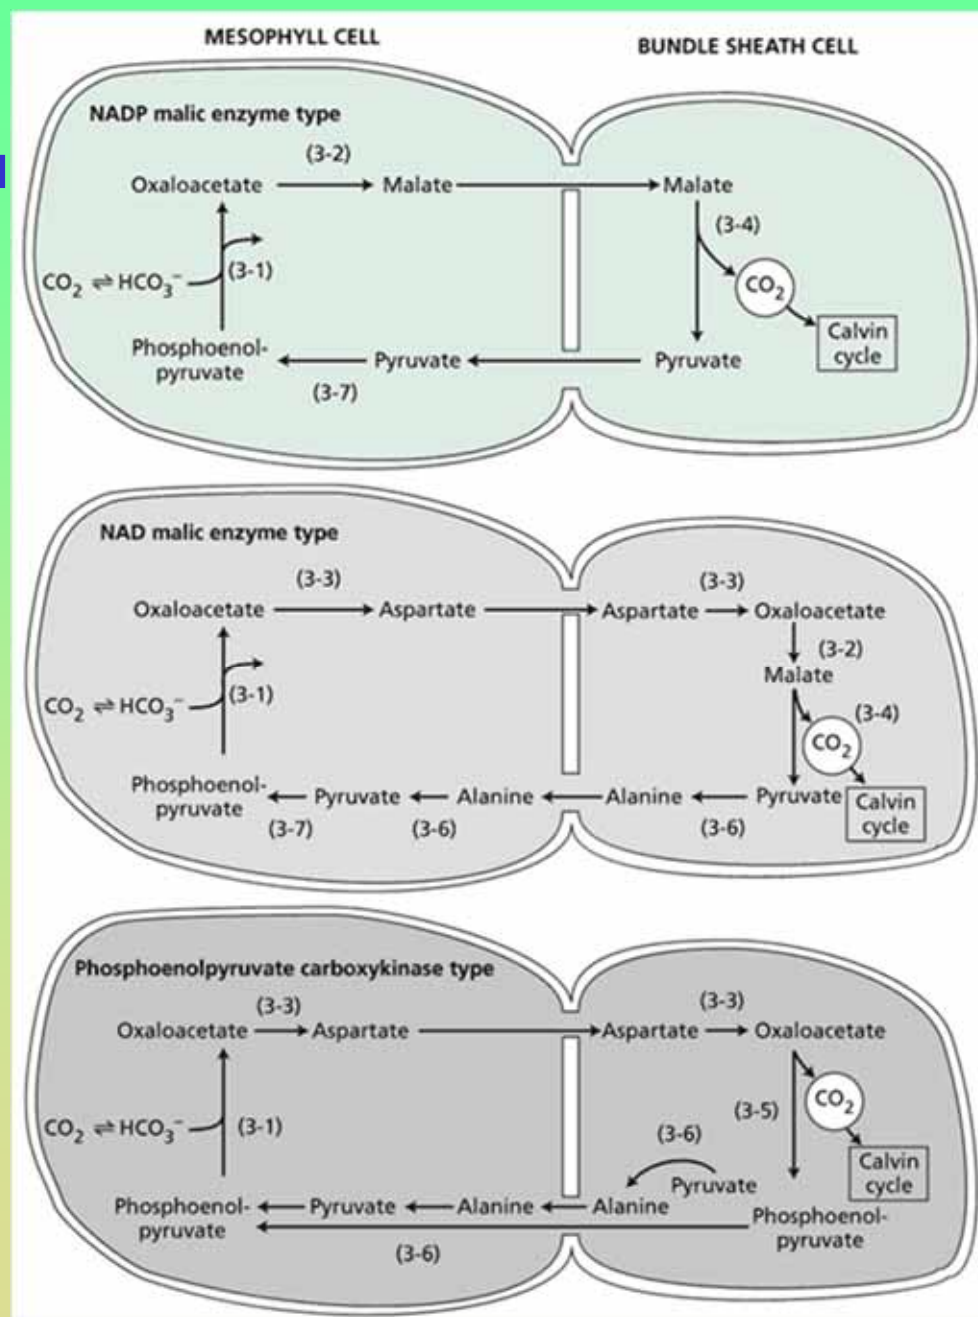 MESOPHYLL CELL
BUNDLE SHEATH CELL
NADP malic enzyme type
(3-2)
Oxaloacetate
Malate
Malate
(3-4)
(3-1)
CO₂ ⇌ HCO₃⁻
CO₂
Calvin
cycle
Phosphoenol-
pyruvate
Pyruvate
Pyruvate
(3-7)
NAD malic enzyme type
(3-3)
(3-3)
Oxaloacetate
Aspartate
Aspartate
Oxaloacetate
(3-2)
Malate
(3-1)
CO₂ ⇌ HCO₃⁻
(3-4)
CO₂
Phosphoenol-
pyruvate
Pyruvate
Alanine
Alanine
Pyruvate
Calvin
cycle
(3-7)
(3-6)
(3-6)
Phosphoenolpyruvate carboxykinase type
(3-3)
(3-3)
Oxaloacetate
Aspartate
Aspartate
Oxaloacetate
CO₂
(3-5)
CO₂ ⇌ HCO₃⁻
(3-1)
(3-6)
Calvin
cycle
Pyruvate
Phosphoenol-
pyruvate
Pyruvate
Alanine
Alanine
Phosphoenol-
pyruvate
(3-6)